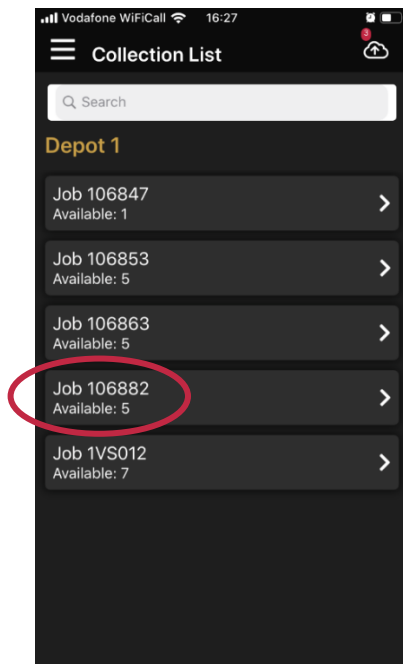 Vodafone WiFiCall 16:27
Collection List
3
Search
Depot 1
Job 106847
Available: 1
Job 106853
Available: 5
Job 106863
Available: 5
Job 106882
Available: 5
Job 1VS012
Available: 7